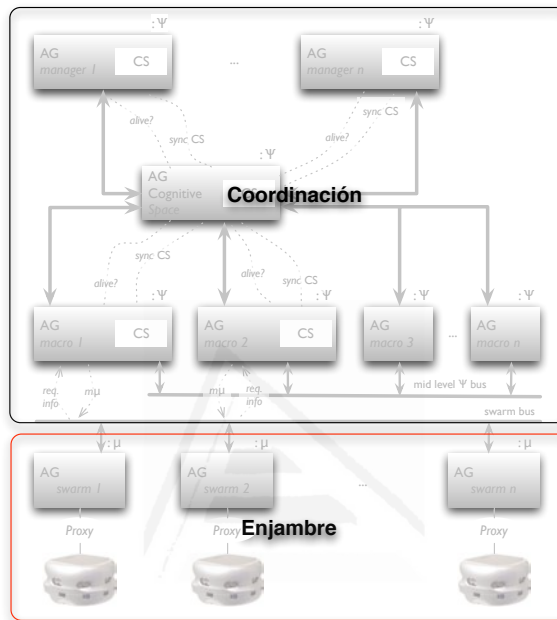 : Ψ
: Ψ
AG
manager 1
CS
...
AG
manager n
CS
alive?
sync CS
alive?
sync CS
: Ψ
AG
Cognitive
Space
CS
Coordinación
alive?
sync CS
alive?
sync CS
: Ψ
: Ψ
: Ψ
: Ψ
AG
macro 1
CS
AG
macro 2
CS
AG
macro 3
...
AG
macro n
req.
info
mμ
mμ
req.
info
mid level Ψ bus
swarm bus
: μ
: μ
: μ
AG
swarm 1
AG
swarm 2
...
AG
swarm n
Proxy
Proxy
Enjambre
Proxy